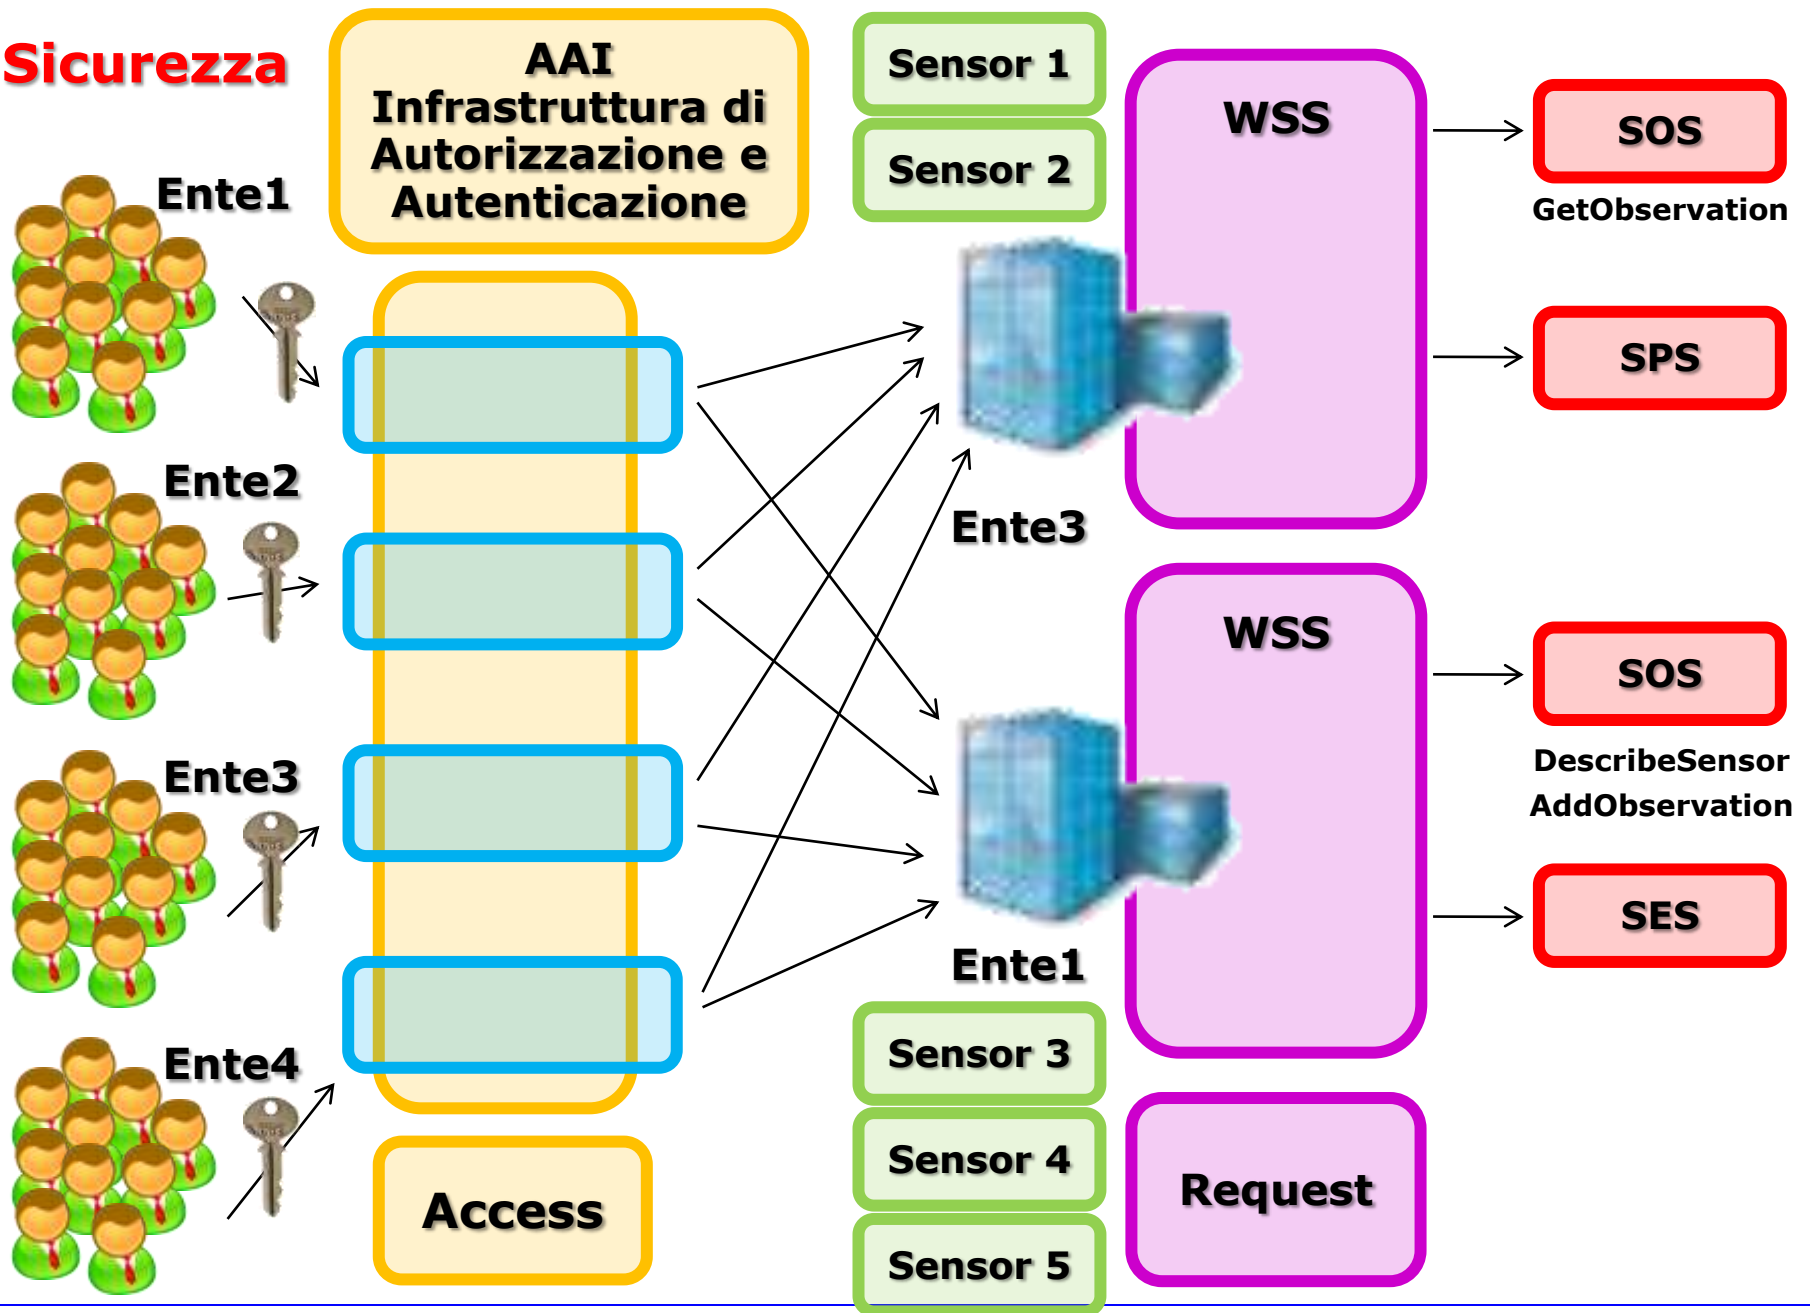 Sicurezza
AAI
Infrastruttura di
Autorizzazione e
Autenticazione
Ente1
Ente2
Ente3
Ente4
Access
Sensor 1
Sensor 2
Ente3
Ente1
Sensor 3
Sensor 4
Sensor 5
WSS
WSS
Request
SOS
GetObservation
SPS
SOS
DescribeSensor
AddObservation
SES